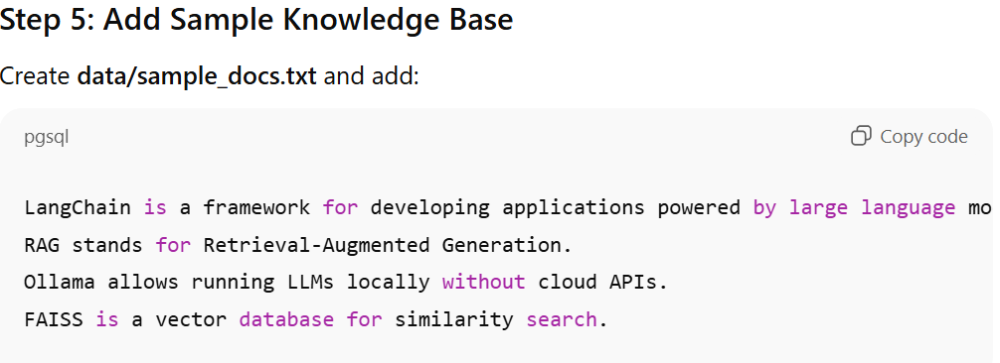 Step 5: Add Sample Knowledge Base
Create data/sample_docs.txt and add:
pgsql
Copy code
LangChain is a framework for developing applications powered by large language mo
RAG stands for Retrieval-Augmented Generation.
Ollama allows running LLMs locally without cloud APIs.
FAISS is a vector database for similarity search.